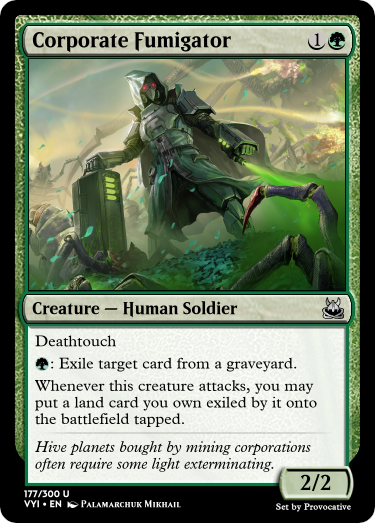 Corporate Fumigator 1
Creature — Human Soldier
Deathtouch
: Exile target card from a graveyard.
Whenever this creature attacks, you may
put a land card you own exiled by it onto
the battlefield tapped.
Hive planets bought by mining corporations
often require some light exterminating.
2/2
177/300 U
VYI • EN Palamarchuk Mikhail
Set by Provocative